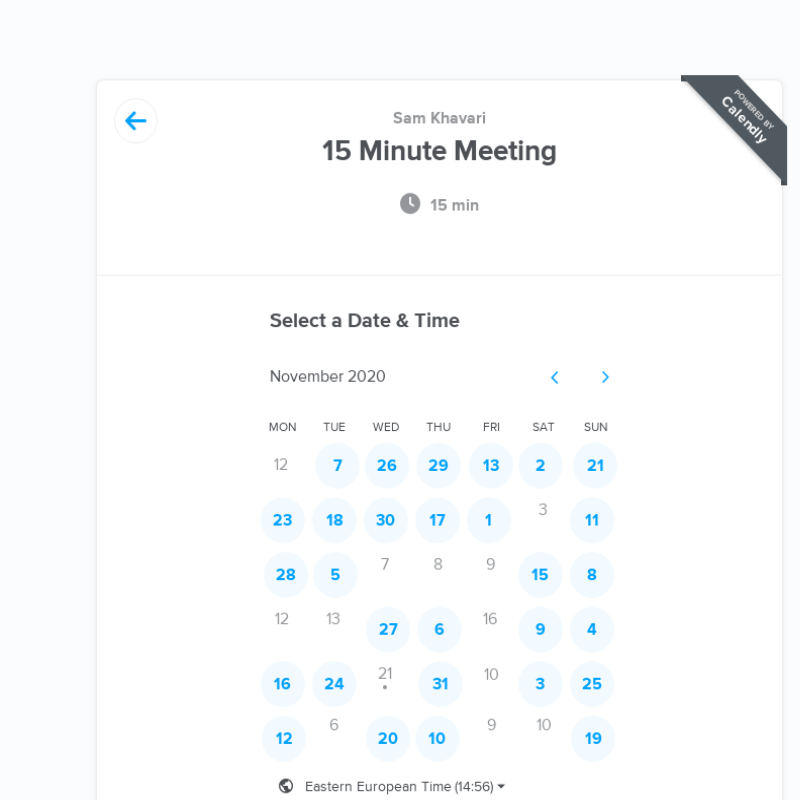 POWERED BY
Calendly
Sam Khavari
15 Minute Meeting
15 min
Select a Date & Time
November 2020
MON TUE WED THU FRI SAT SUN
12 7 26 29 13 2 21
23 18 30 17 1 3 11
28 5 7 8 9 15 8
12 13 27 6 16 9 4
16 24 21 31 10 3 25
12 6 20 10 9 10 19
Eastern European Time (14:56)